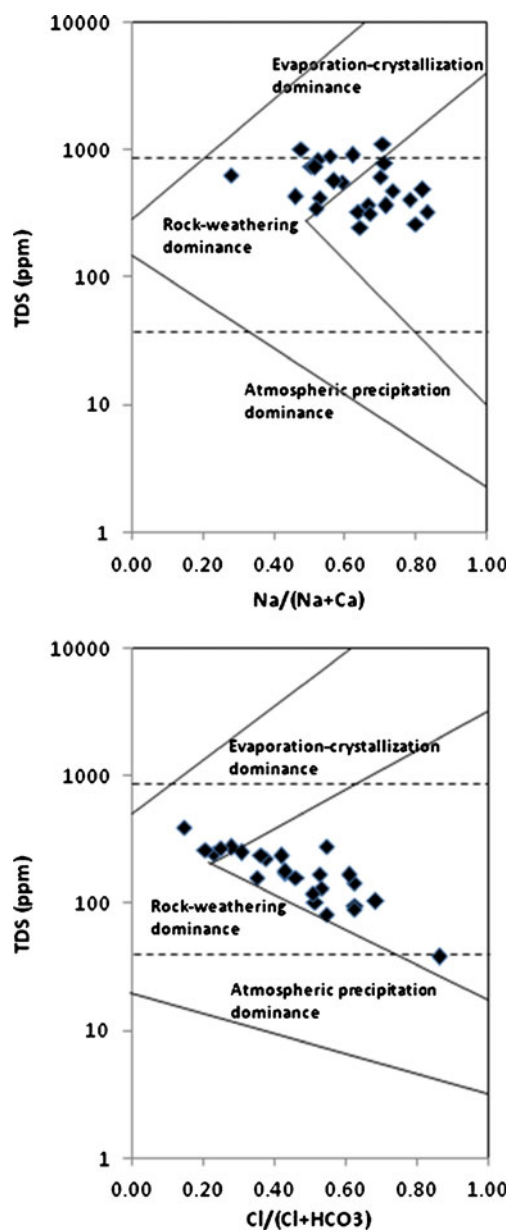 10000
Evaporation-crystallization
dominance
1000
Rock-weathering
dominance
100
TDS (ppm)
Atmospheric precipitation
dominance
10
1
0.00 0.20 0.40 0.60 0.80 1.00
Na/(Na+Ca)
10000
Evaporation-crystallization
dominance
1000
TDS (ppm)
100
Rock-weathering
dominance
Atmospheric precipitation
dominance
10
1
0.00 0.20 0.40 0.60 0.80 1.00
Cl/(Cl+HCO3)